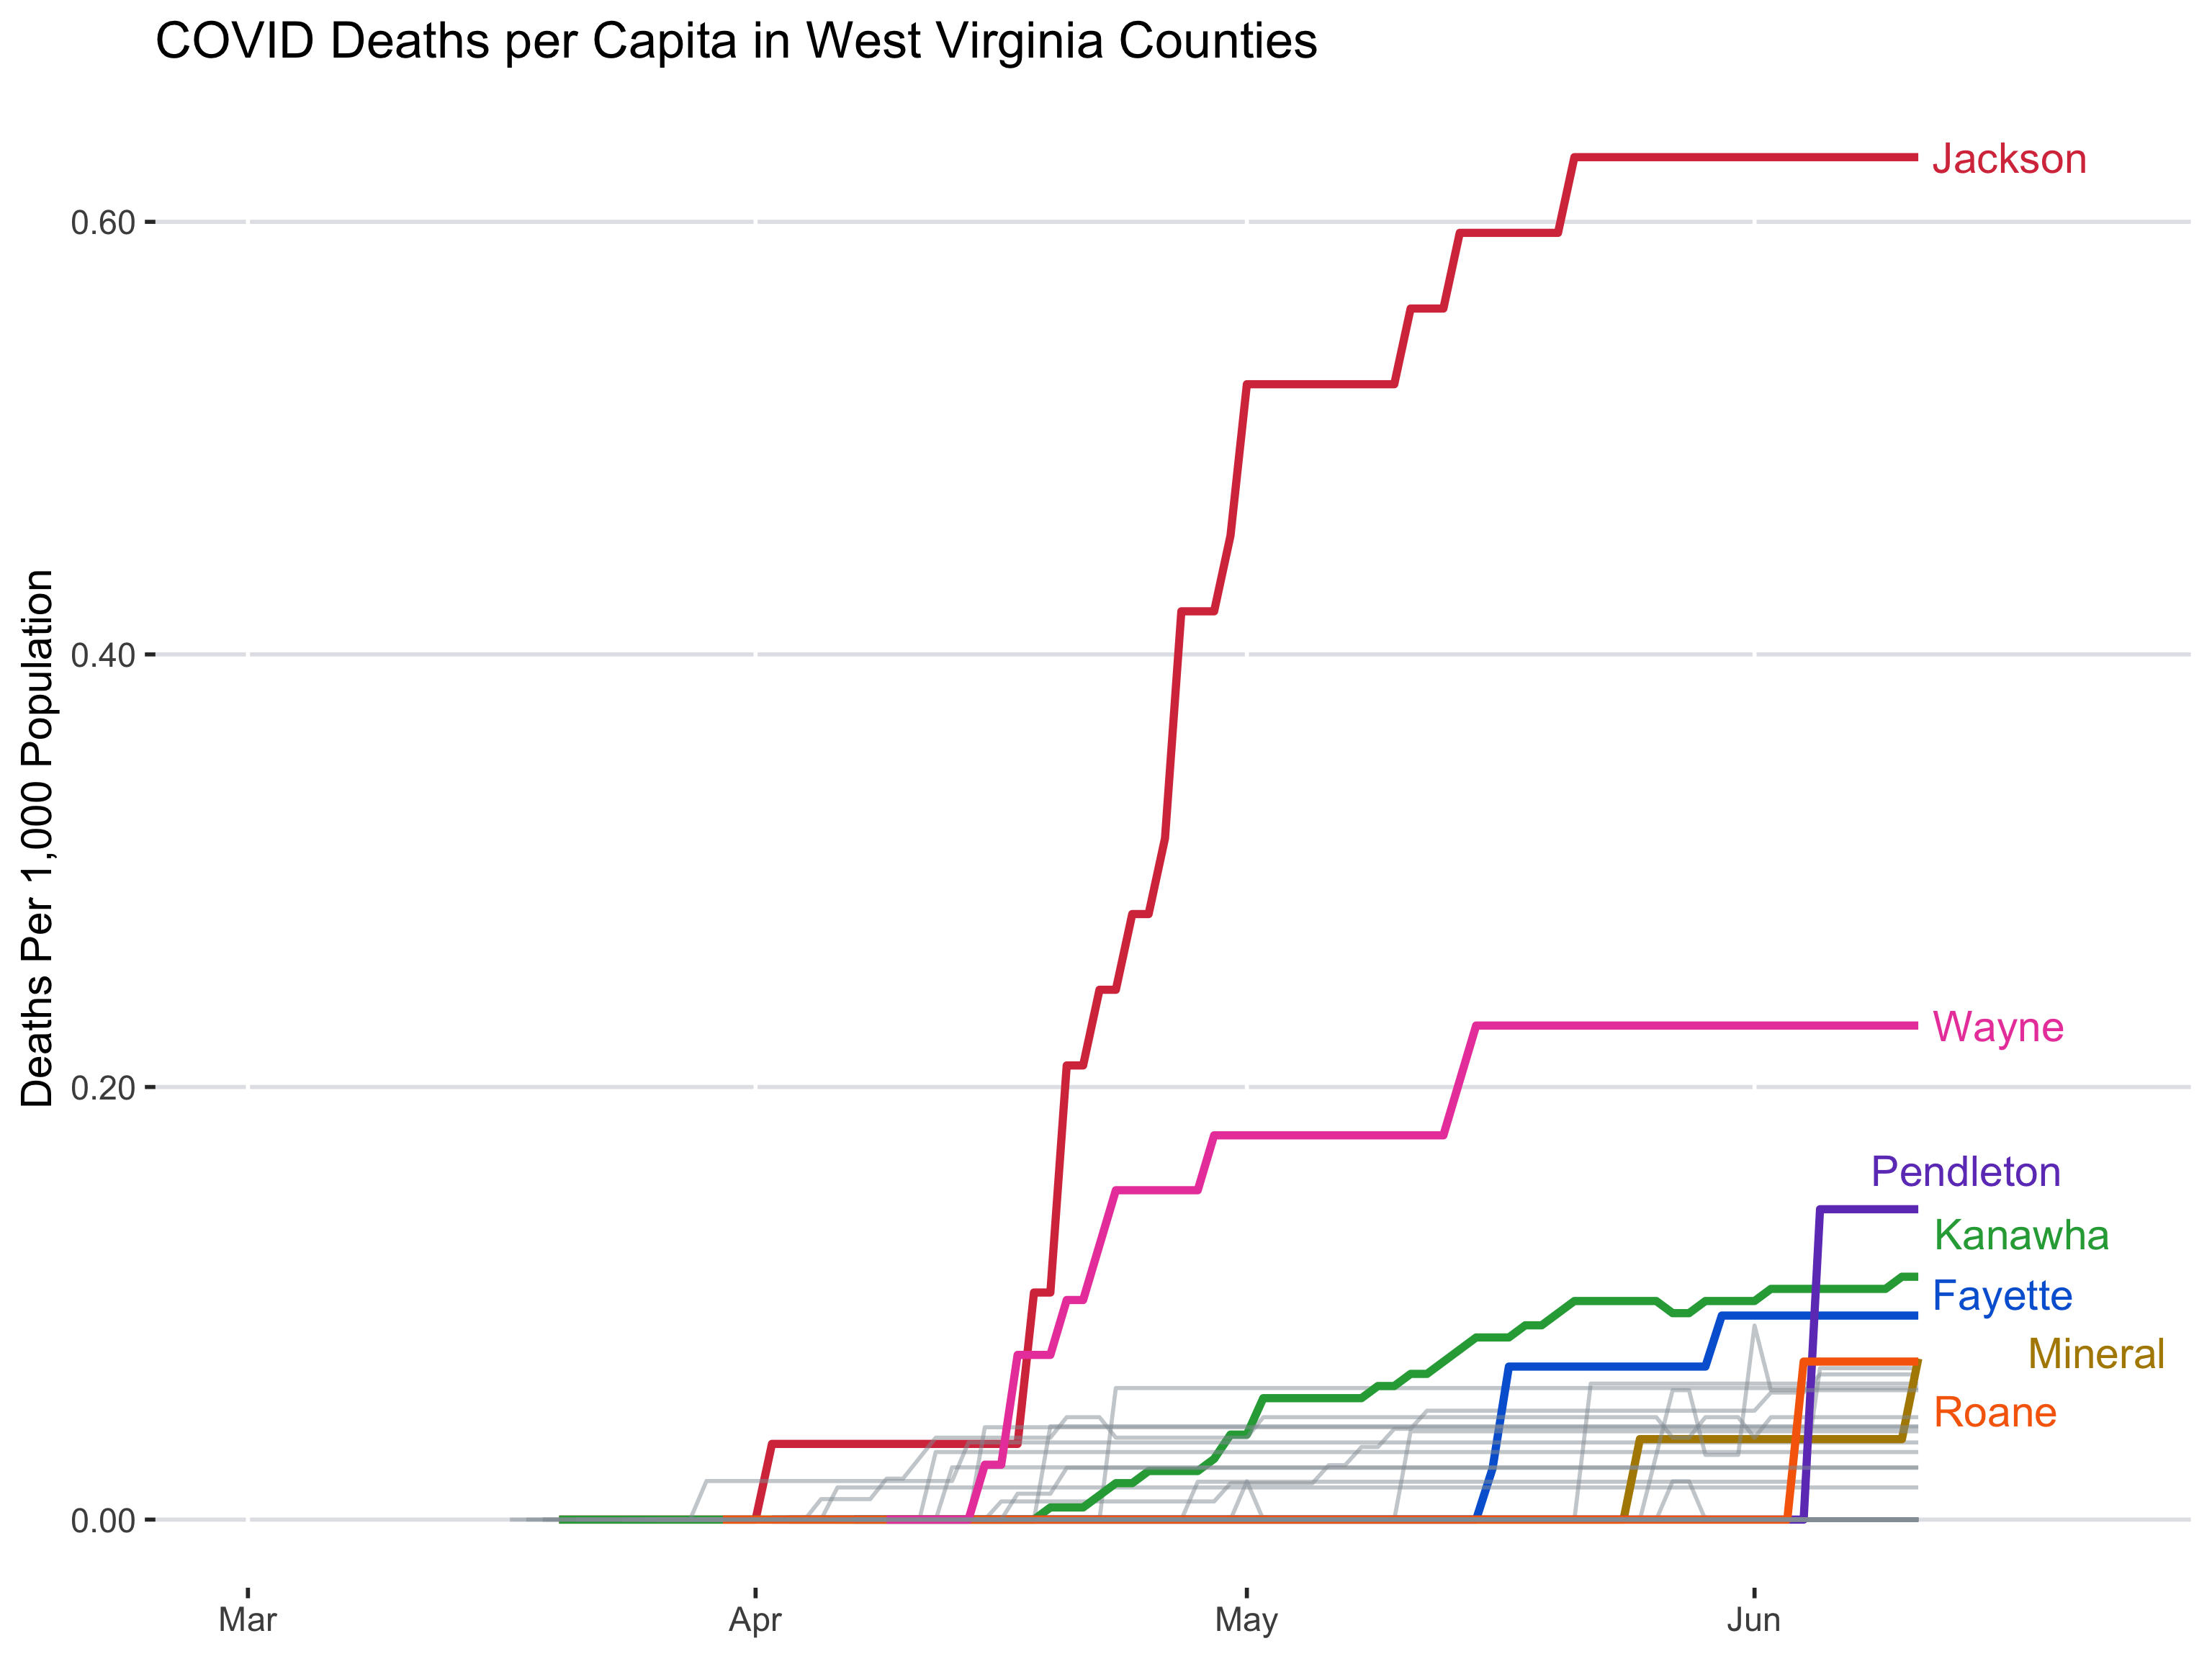 COVID Deaths per Capita in West Virginia Counties
Deaths Per 1,000 Population
0.60
0.40
0.20
0.00
Jackson
Wayne
Pendleton
Kanawha
Fayette
Mineral
Roane
Mar
Apr
May
Jun